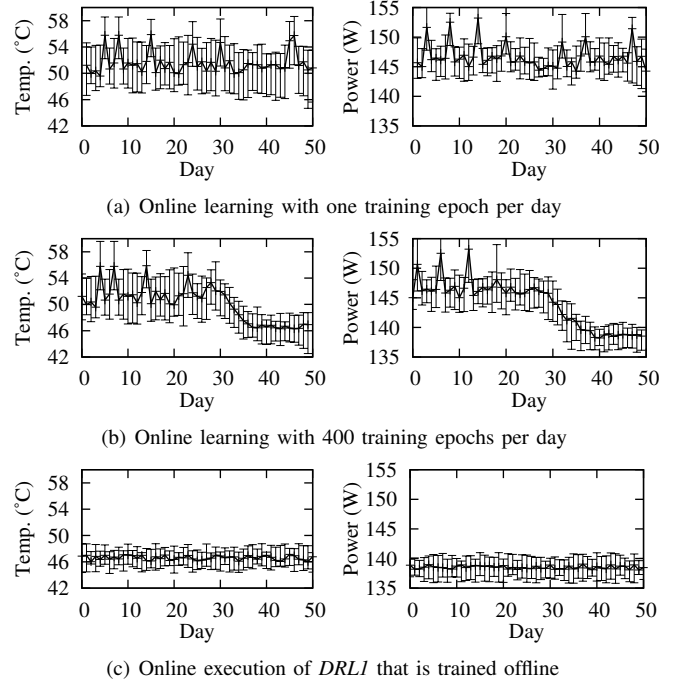 Temp. (°C)
58
54
50
46
42
0 10 20 30 40 50
Day
Power (W)
155
150
145
140
135
0 10 20 30 40 50
Day
(a) Online learning with one training epoch per day
Temp. (°C)
58
54
50
46
42
0 10 20 30 40 50
Day
Power (W)
155
150
145
140
135
0 10 20 30 40 50
Day
(b) Online learning with 400 training epochs per day
Temp. (°C)
58
54
50
46
42
0 10 20 30 40 50
Day
Power (W)
155
150
145
140
135
0 10 20 30 40 50
Day
(c) Online execution of DRL1 that is trained offline